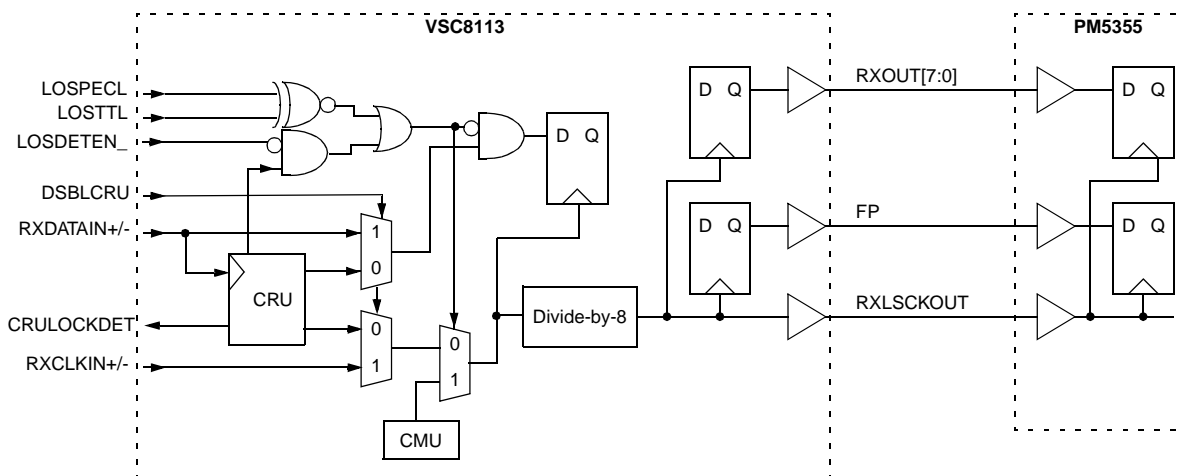 VSC8113
PM5355
LOSPECL
LOSTTL
LOSDETEN_
DSBLCRU
RXDATAIN+/-
CRULOCKDET
RXCLKIN+/-
CRU
1
0
0
1
0
1
CMU
D Q
Divide-by-8
D Q
D Q
RXOUT[7:0]
FP
RXLSCKOUT
D Q
D Q